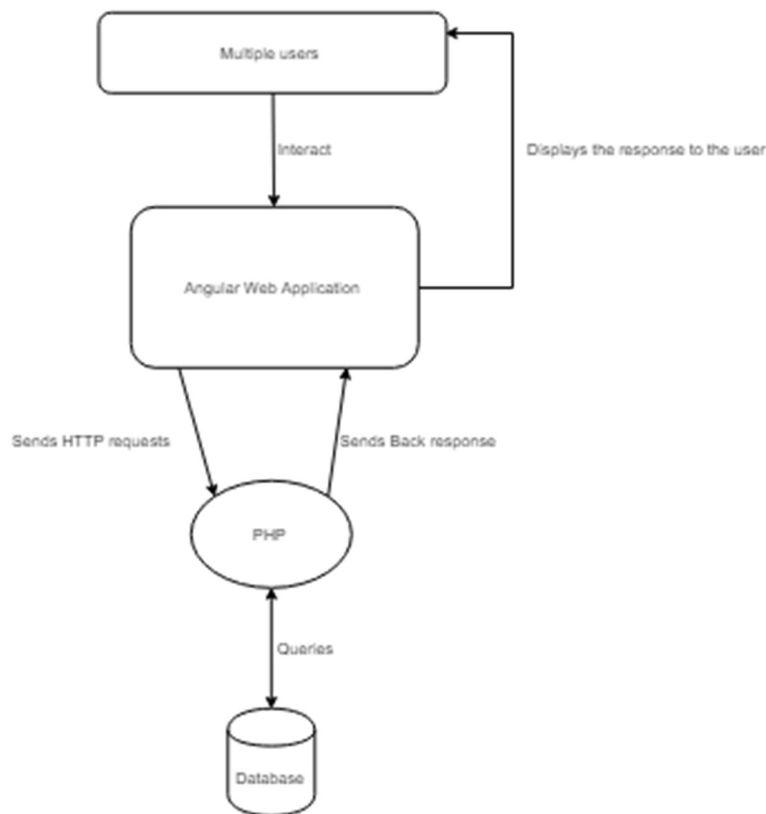 Multiple users
Interact
Displays the response to the user
Angular Web Application
Sends HTTP requests
Sends Back response
PHP
Queries
Database